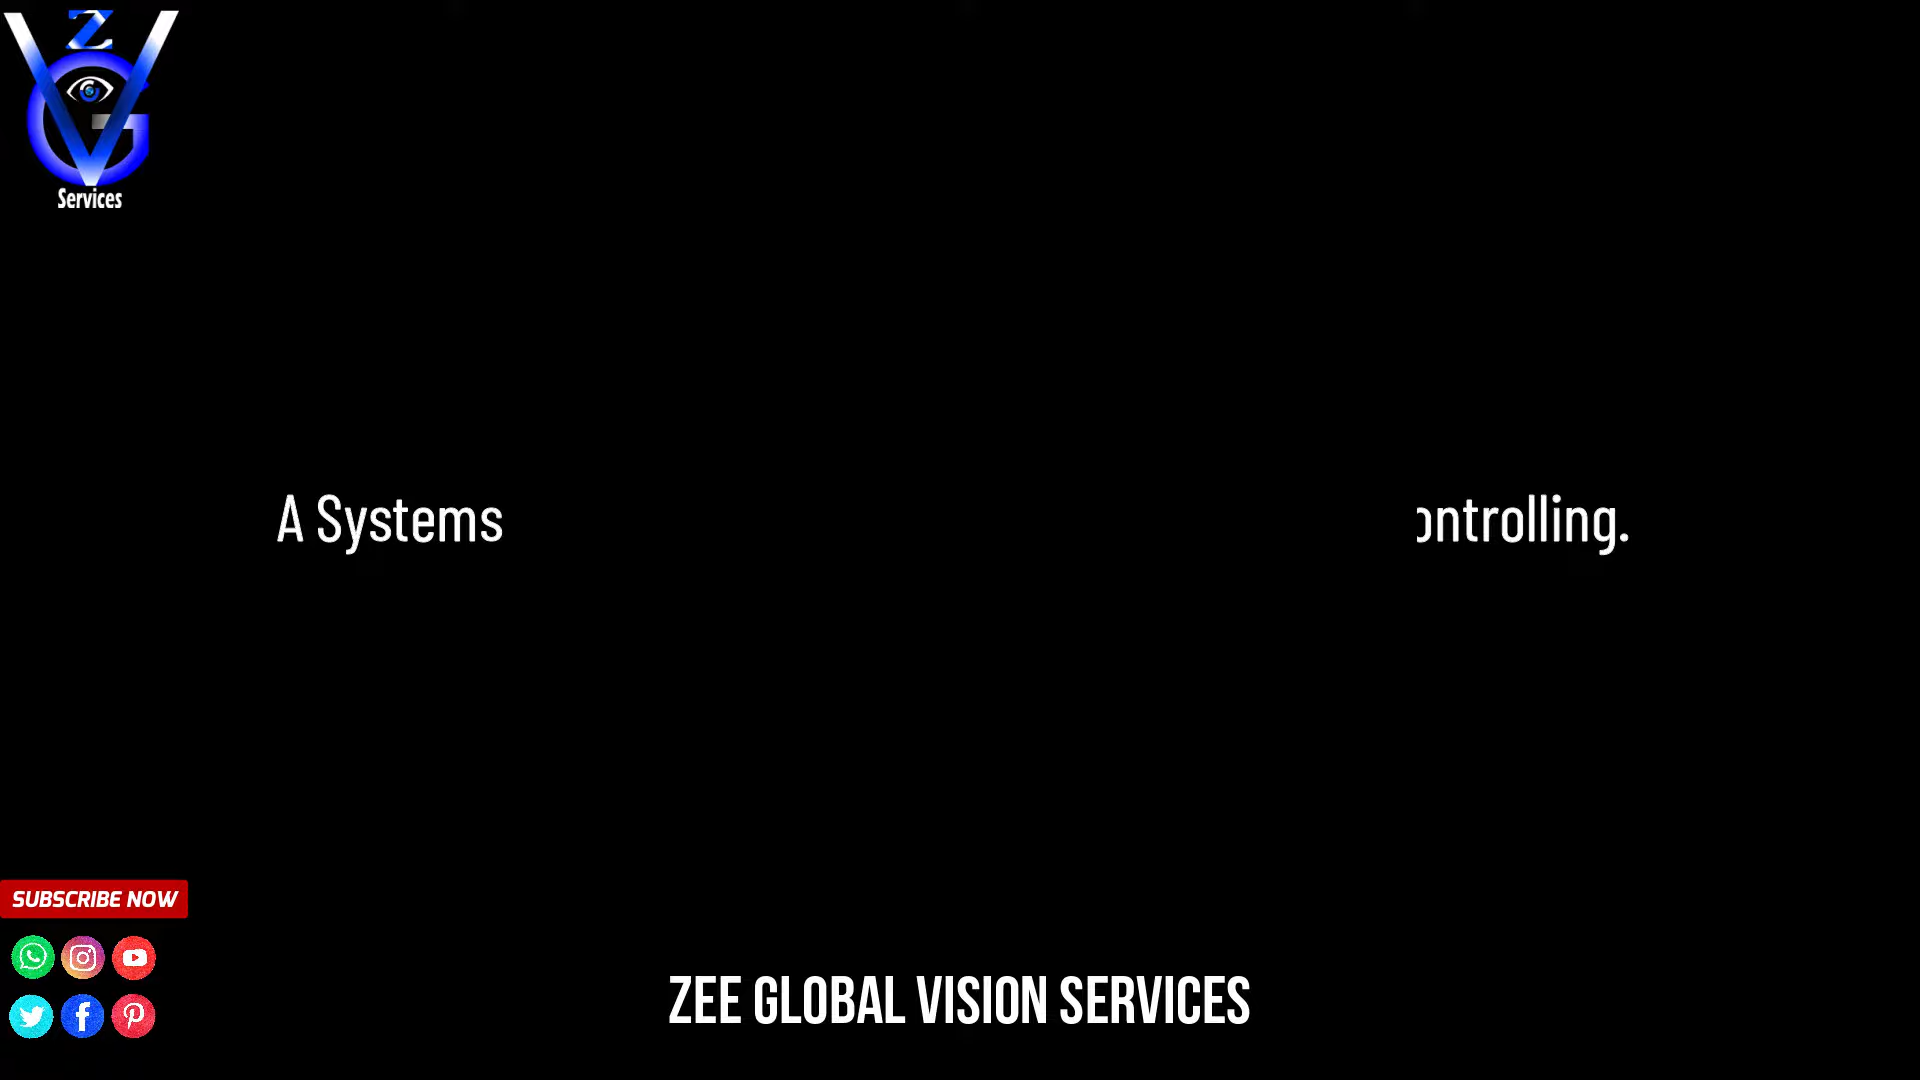 Z
V
G
Services
A Systems ontrolling.
SUBSCRIBE NOW
ZEE GLOBAL VISION SERVICES